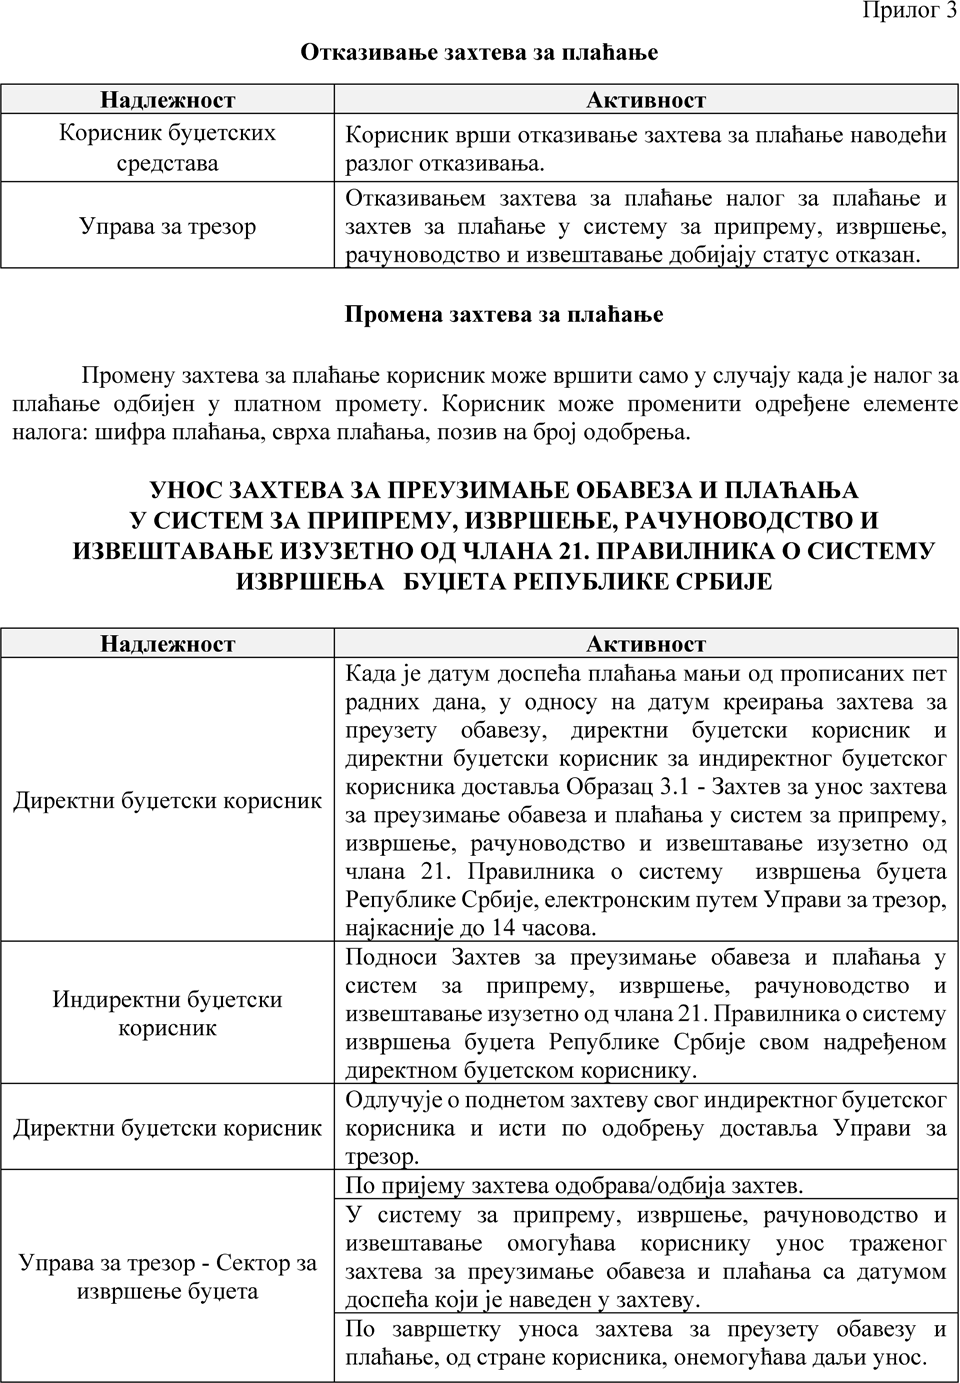 Прилог 3
Отказивање захтева за плаћање
Надлежност
Активност
Корисник буџетских
средстава
Корисник врши отказивање захтева за плаћање наводећи
разлог отказивања.
Управа за трезор
Отказивањем захтева за плаћање налог за плаћање и
захтев за плаћање у систему за припрему, извршење,
рачуноводство и извештавање добијају статус отказан.
Промена захтева за плаћање
Промену захтева за плаћање корисник може вршити само у случају када је налог за
плаћање одбијен у платном промету. Корисник може променити одређене елементе
налога: шифра плаћања, сврха плаћања, позив на број одобрења.
УНОС ЗАХТЕВА ЗА ПРЕУЗИМАЊЕ ОБАВЕЗА И ПЛАЋАЊА
У СИСТЕМ ЗА ПРИПРЕМУ, ИЗВРШЕЊЕ, РАЧУНОВОДСТВО И
ИЗВЕШТАВАЊЕ ИЗУЗЕТНО ОД ЧЛАНА 21. ПРАВИЛНИКА О СИСТЕМУ
ИЗВРШЕЊА БУЏЕТА РЕПУБЛИКЕ СРБИЈЕ
Надлежност
Активност
Директни буџетски корисник
Када је датум доспећа плаћања мањи од прописаних пет
радних дана, у односу на датум креирања захтева за
преузету обавезу, директни буџетски корисник и
директни буџетски корисник за индиректног буџетског
корисника доставља Образац 3.1 - Захтев за унос захтева
за преузимање обавеза и плаћања у систем за припрему,
извршење, рачуноводство и извештавање изузетно од
члана 21. Правилника о систему извршења буџета
Републике Србије, електронским путем Управи за трезор,
најкасније до 14 часова.
Индиректни буџетски
корисник
Подноси Захтев за преузимање обавеза и плаћања у
систем за припрему, извршење, рачуноводство и
извештавање изузетно од члана 21. Правилника о систему
извршења буџета Републике Србије свом надређеном
директном буџетском кориснику.
Директни буџетски корисник
Одлучује о поднетом захтеву свог индиректног буџетског
корисника и исти по одобрењу доставља Управи за
трезор.
Управа за трезор - Сектор за
извршење буџета
По пријему захтева одобрава/одбија захтев.
У систему за припрему, извршење, рачуноводство и
извештавање омогућава кориснику унос траженог
захтева за преузимање обавеза и плаћања са датумом
доспећа који је наведен у захтеву.
По завршетку уноса захтева за преузету обавезу и
плаћање, од стране корисника, онемогућава даљи унос.